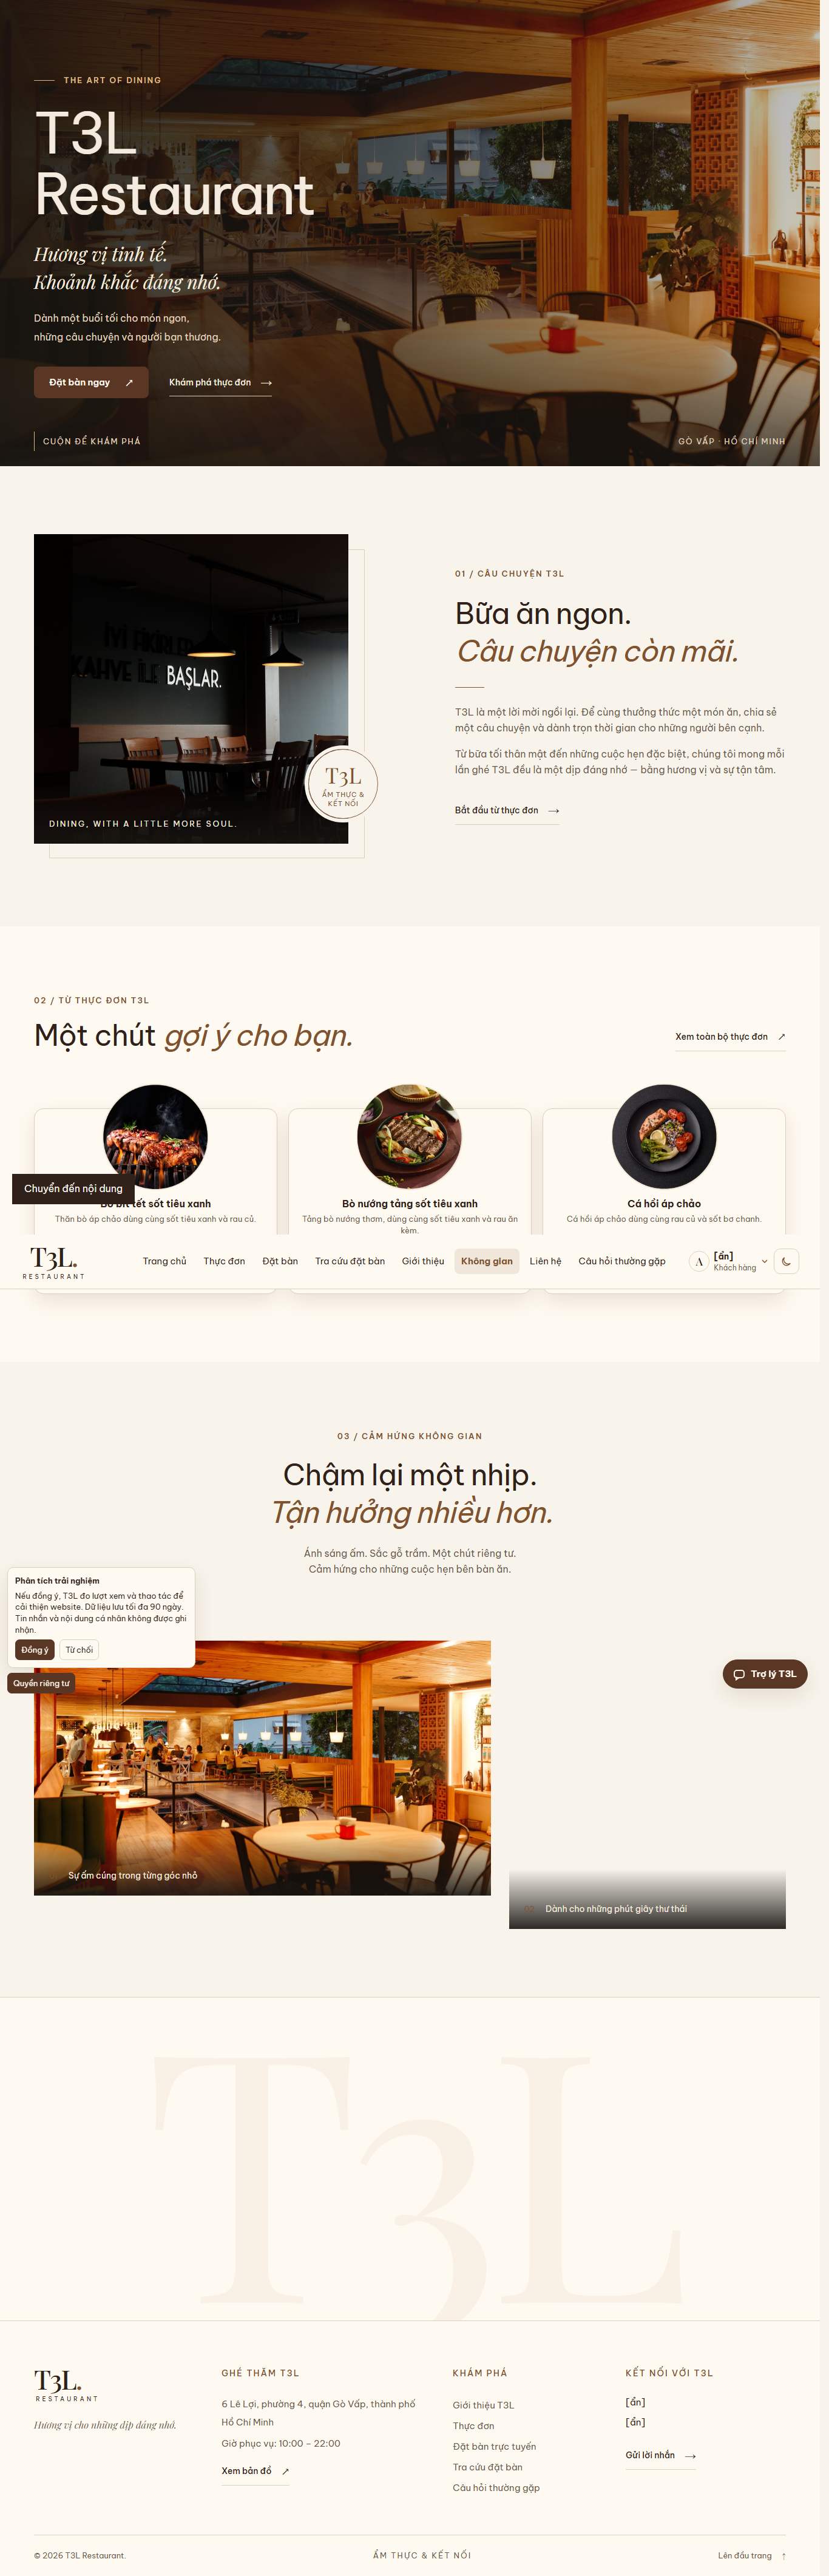 THE ART OF DINING
T3L
Restaurant
Hương vị tinh tế.
Khoảnh khắc đáng nhớ.
Dành một buổi tối cho món ngon,
những câu chuyện và người bạn thương.
Đặt bàn ngay ↗
Khám phá thực đơn →
CUỘN ĐỂ KHÁM PHÁ
GÒ VẤP · HỒ CHÍ MINH
BAŞLAR.
DINING, WITH A LITTLE MORE SOUL.
T3L
ẨM THỰC &
KẾT NỐI
01 / CÂU CHUYỆN T3L
Bữa ăn ngon.
Câu chuyện còn mãi.
T3L là một lời mời ngồi lại. Để cùng thưởng thức một món ăn, chia sẻ
một câu chuyện và dành trọn thời gian cho những người bên cạnh.
Từ bữa tối thân mật đến những cuộc hẹn đặc biệt, chúng tôi mong mỗi
lần ghé T3L đều là một dịp đáng nhớ — bằng hương vị và sự tận tâm.
Bắt đầu từ thực đơn →
02 / TỪ THỰC ĐƠN T3L
Một chút gợi ý cho bạn.
Xem toàn bộ thực đơn ↗
Chuyển đến nội dung
tết sốt tiêu xanh
Thăn bò áp chảo dùng cùng sốt tiêu xanh và rau củ.
Bò nướng tảng sốt tiêu xanh
Tảng bò nướng thơm, dùng cùng sốt tiêu xanh và rau ăn
kèm.
Cá hồi áp chảo
Cá hồi áp chảo dùng cùng rau củ và sốt bơ chanh.
T3L.
RESTAURANT
Trang chủ
Thực đơn
Đặt bàn
Tra cứu đặt bàn
Giới thiệu
Không gian
Liên hệ
Câu hỏi thường gặp
A
[ẩn]
Khách hàng
03 / CẢM HỨNG KHÔNG GIAN
Chậm lại một nhịp.
Tận hưởng nhiều hơn.
Ánh sáng ấm. Sắc gỗ trầm. Một chút riêng tư.
Cảm hứng cho những cuộc hẹn bên bàn ăn.
Phân tích trải nghiệm
Nếu đồng ý, T3L đo lượt xem và thao tác để
cải thiện website. Dữ liệu lưu tối đa 90 ngày.
Tin nhắn và nội dung cá nhân không được ghi
nhận.
Đồng ý
Từ chối
Quyền riêng tư
Trợ lý T3L
Sự ấm cúng trong từng góc nhỏ
Dành cho những phút giây thư thái
T3L
T3L.
RESTAURANT
Hương vị cho những dịp đáng nhớ.
GHÉ THĂM T3L
6 Lê Lợi, phường 4, quận Gò Vấp, thành phố
Hồ Chí Minh
Giờ phục vụ: 10:00 – 22:00
Xem bản đồ ↗
KHÁM PHÁ
Giới thiệu T3L
Thực đơn
Đặt bàn trực tuyến
Tra cứu đặt bàn
Câu hỏi thường gặp
KẾT NỐI VỚI T3L
[ẩn]
[ẩn]
Gửi lời nhắn →
© 2026 T3L Restaurant.
ẨM THỰC & KẾT NỐI
Lên đầu trang ↑